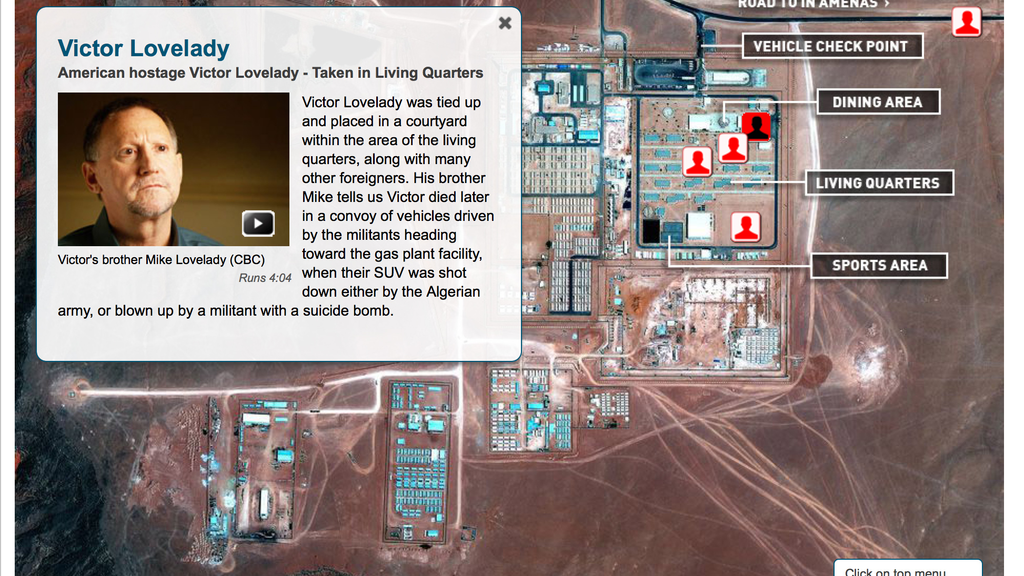 ROAD TO IN AMENAS ›
Victor Lovelady
American hostage Victor Lovelady - Taken in Living Quarters
Victor Lovelady was tied up
and placed in a courtyard
within the area of the living
quarters, along with many
other foreigners. His brother
Mike tells us Victor died later
in a convoy of vehicles driven
by the militants heading
toward the gas plant facility,
when their SUV was shot
down either by the Algerian
army, or blown up by a militant with a suicide bomb.
Victor's brother Mike Lovelady (CBC)
Runs 4:04
VEHICLE CHECK POINT
DINING AREA
LIVING QUARTERS
SPORTS AREA
Click on top menu